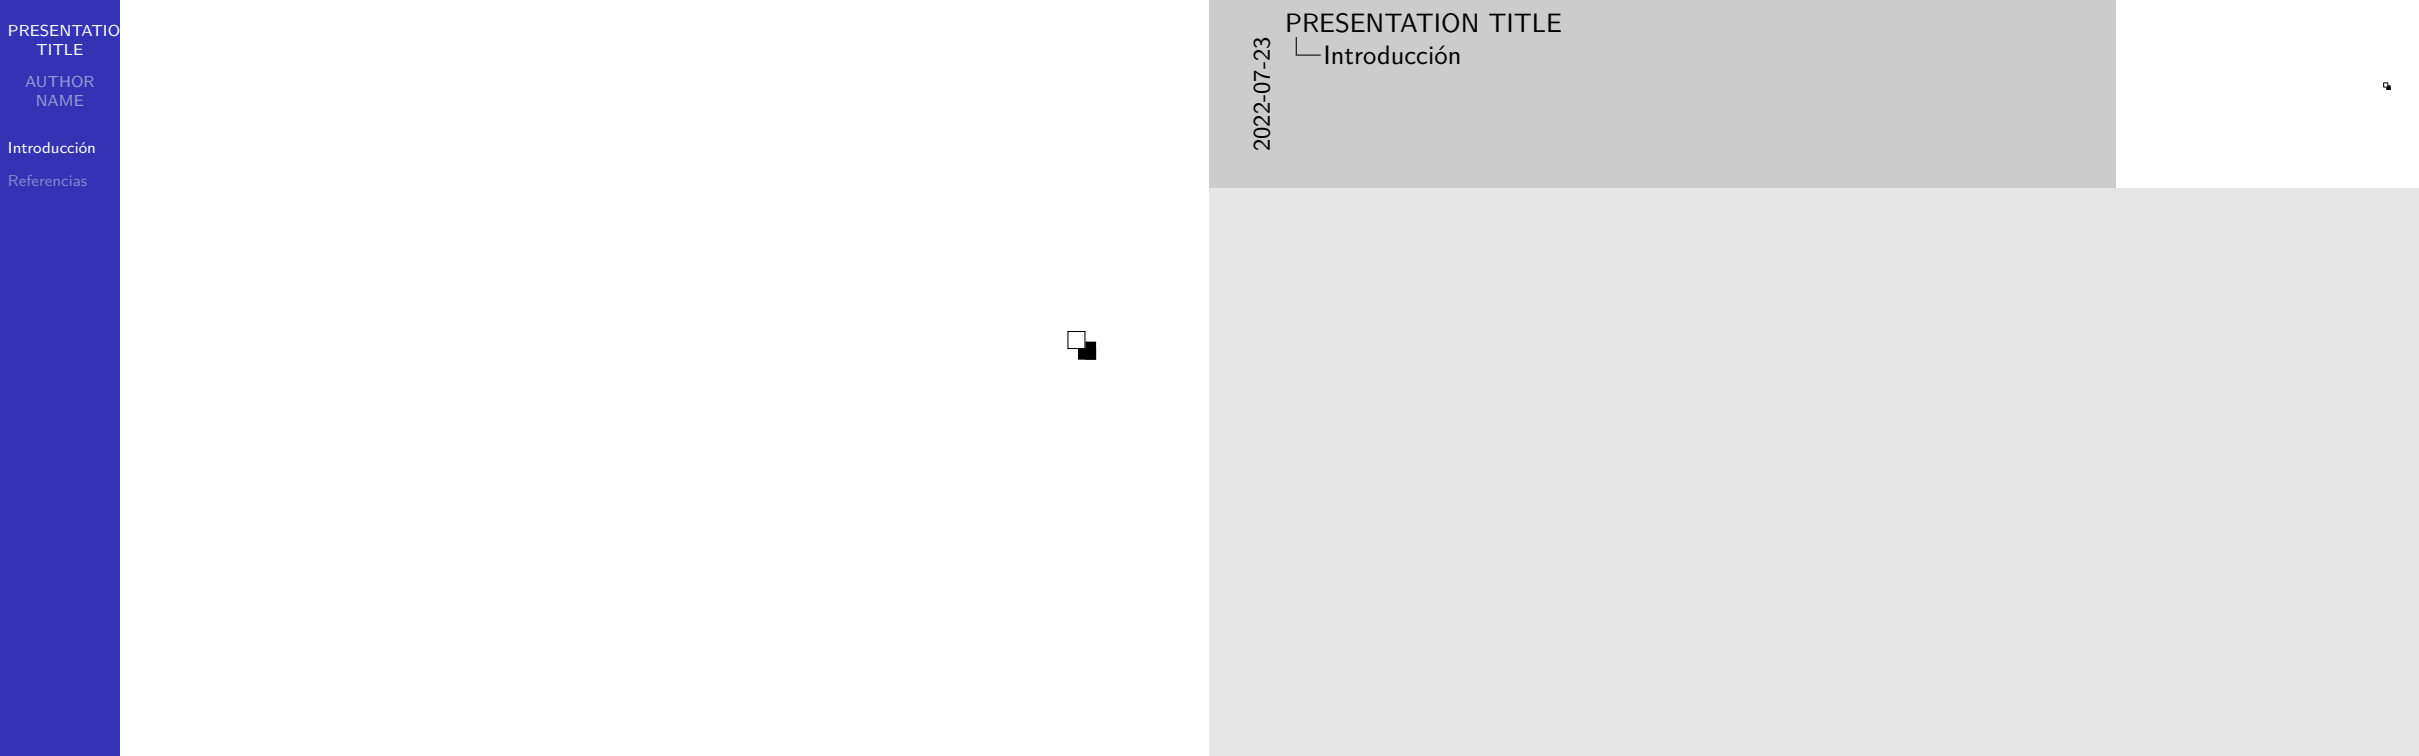 PRESENTATIO
TITLE
AUTHOR
NAME
Introducción
Referencias
2022-07-23
PRESENTATION TITLE
Introducción